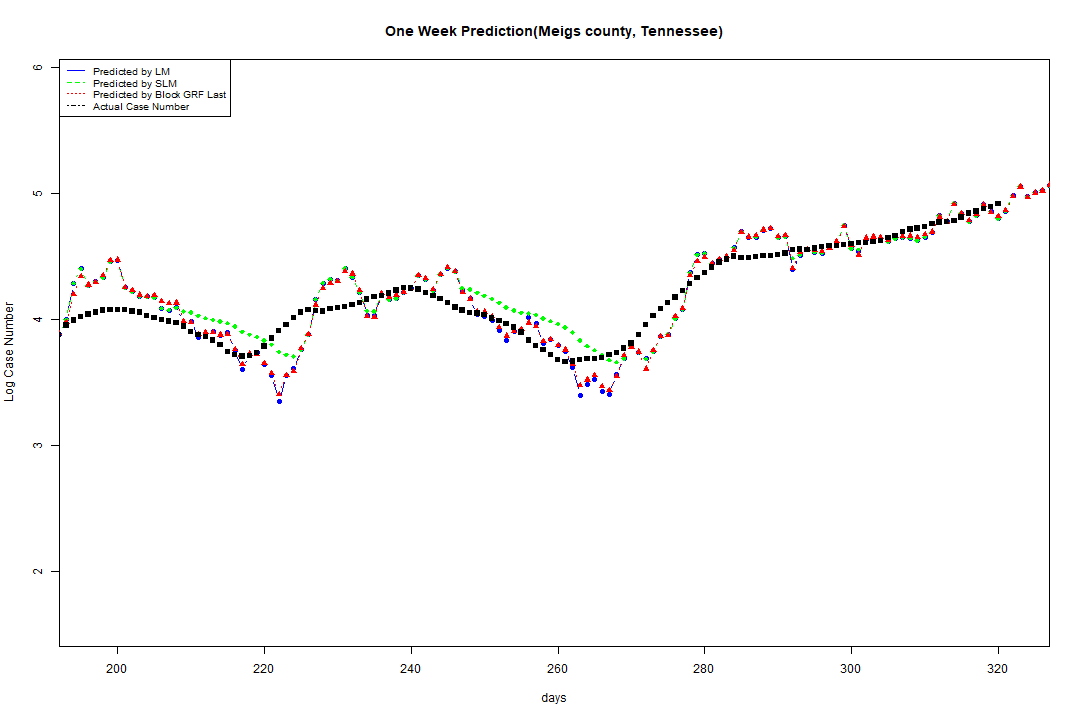 One Week Prediction(Meigs county, Tennessee)
Predicted by LM
Predicted by SLM
Predicted by Block GRF Last
Actual Case Number
6
5
4
3
2
Log Case Number
200 220 240 260 280 300 320
days